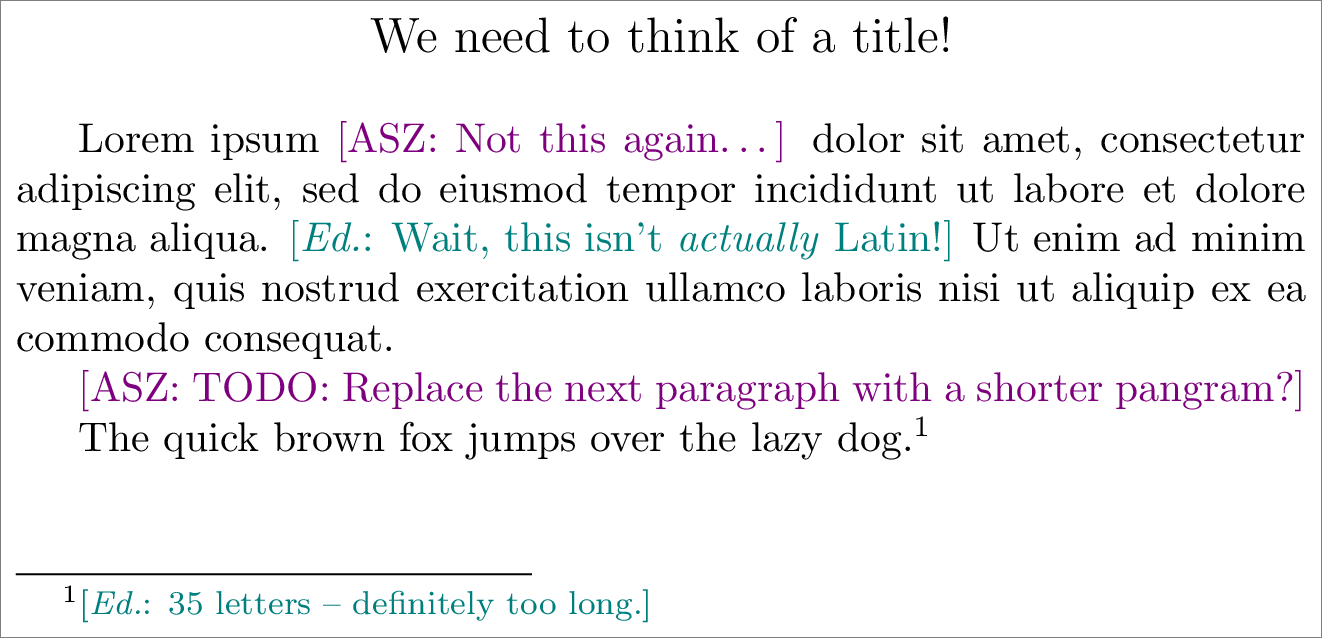 We need to think of a title!
Lorem ipsum [ASZ: Not this again…] dolor sit amet, consectetur
adipiscing elit, sed do eiusmod tempor incididunt ut labore et dolore
magna aliqua. [Ed.: Wait, this isn't actually Latin!] Ut enim ad minim
veniam, quis nostrud exercitation ullamco laboris nisi ut aliquip ex ea
commodo consequat.
[ASZ: TODO: Replace the next paragraph with a shorter pangram?]
The quick brown fox jumps over the lazy dog.¹
¹[Ed.: 35 letters – definitely too long.]